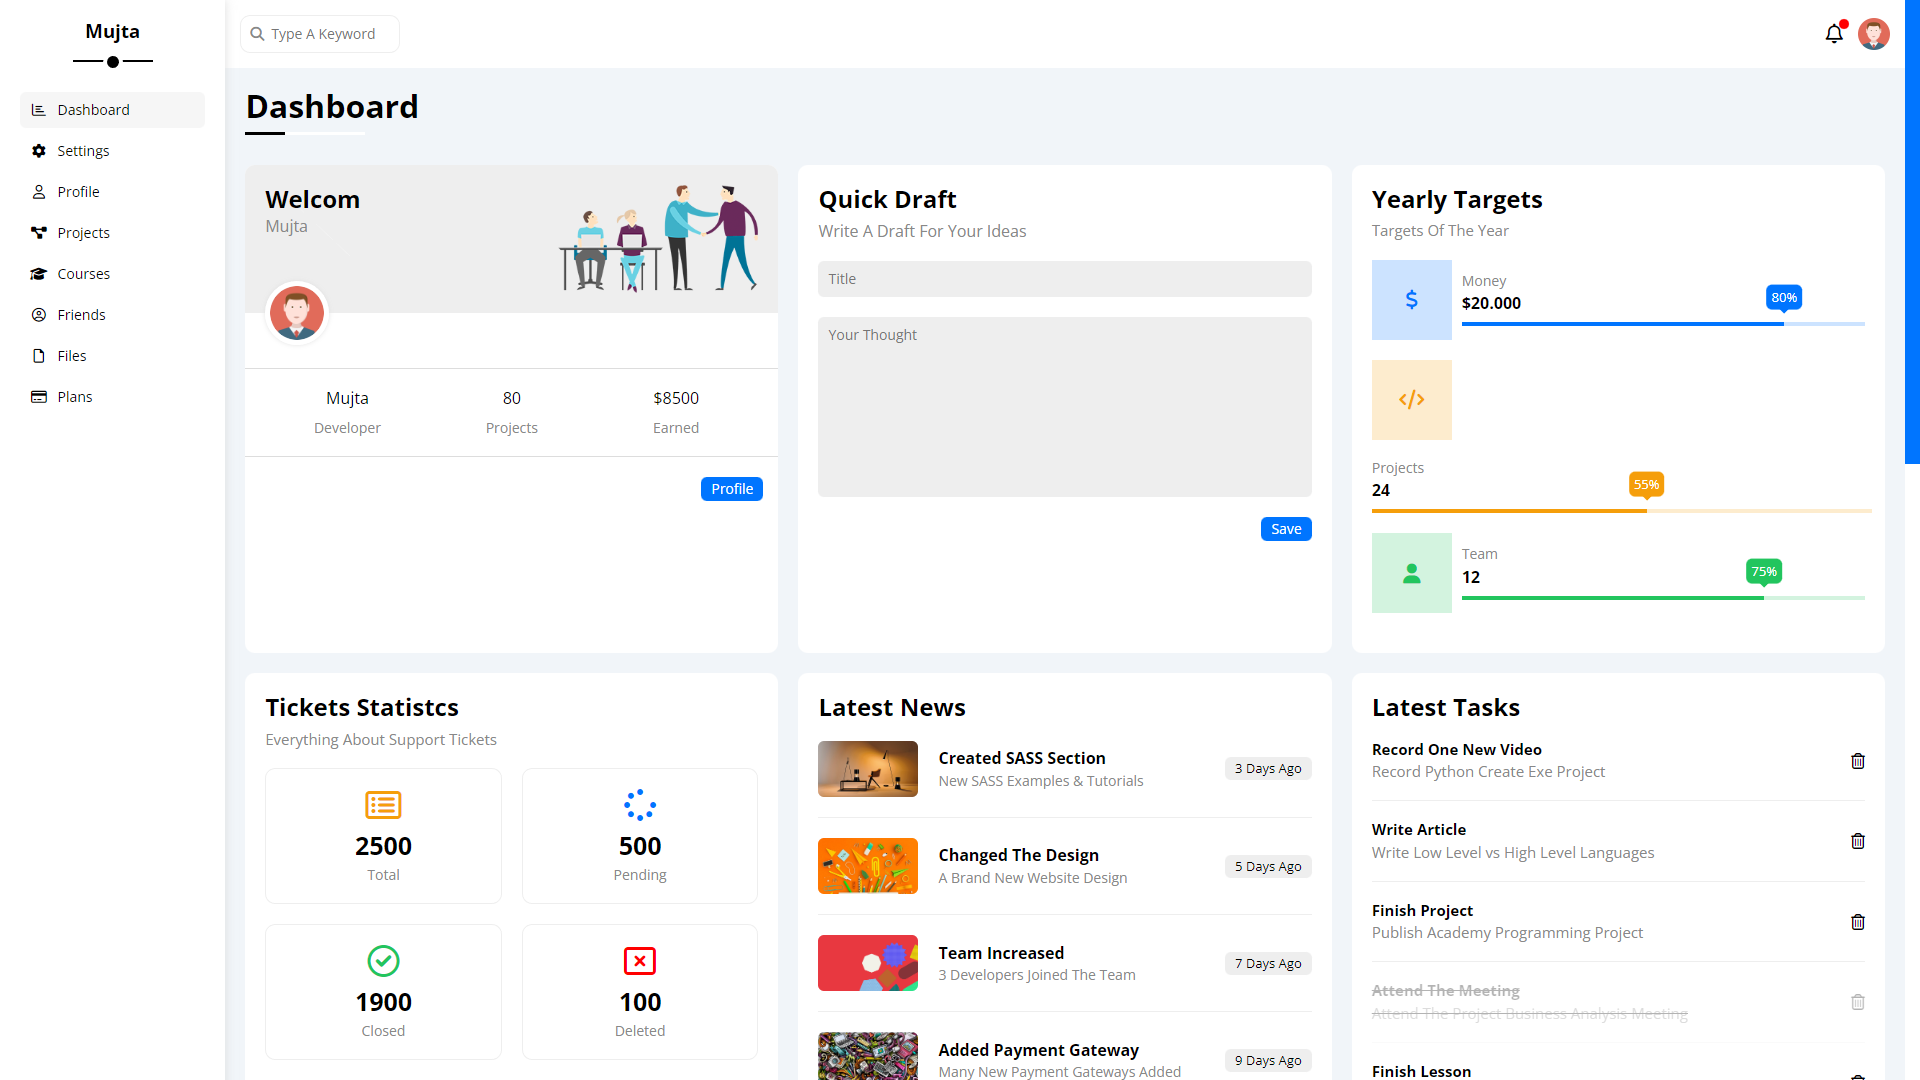 Mujta
Dashboard
Settings
Profile
Projects
Courses
Friends
Files
Plans
Type A Keyword
Dashboard
Welcom
Mujta
Mujta
Developer
80
Projects
$8500
Earned
Profile
Quick Draft
Write A Draft For Your Ideas
Title
Your Thought
Save
Yearly Targets
Targets Of The Year
Money
$20.000
80%
Projects
24
55%
Team
12
75%
Tickets Statistcs
Everything About Support Tickets
2500
Total
500
Pending
1900
Closed
100
Deleted
Latest News
Created SASS Section
New SASS Examples & Tutorials
3 Days Ago
Changed The Design
A Brand New Website Design
5 Days Ago
Team Increased
3 Developers Joined The Team
7 Days Ago
Added Payment Gateway
Many New Payment Gateways Added
9 Days Ago
Latest Tasks
Record One New Video
Record Python Create Exe Project
Write Article
Write Low Level vs High Level Languages
Finish Project
Publish Academy Programming Project
Attend The Meeting
Attend The Project Business Analysis Meeting
Finish Lesson